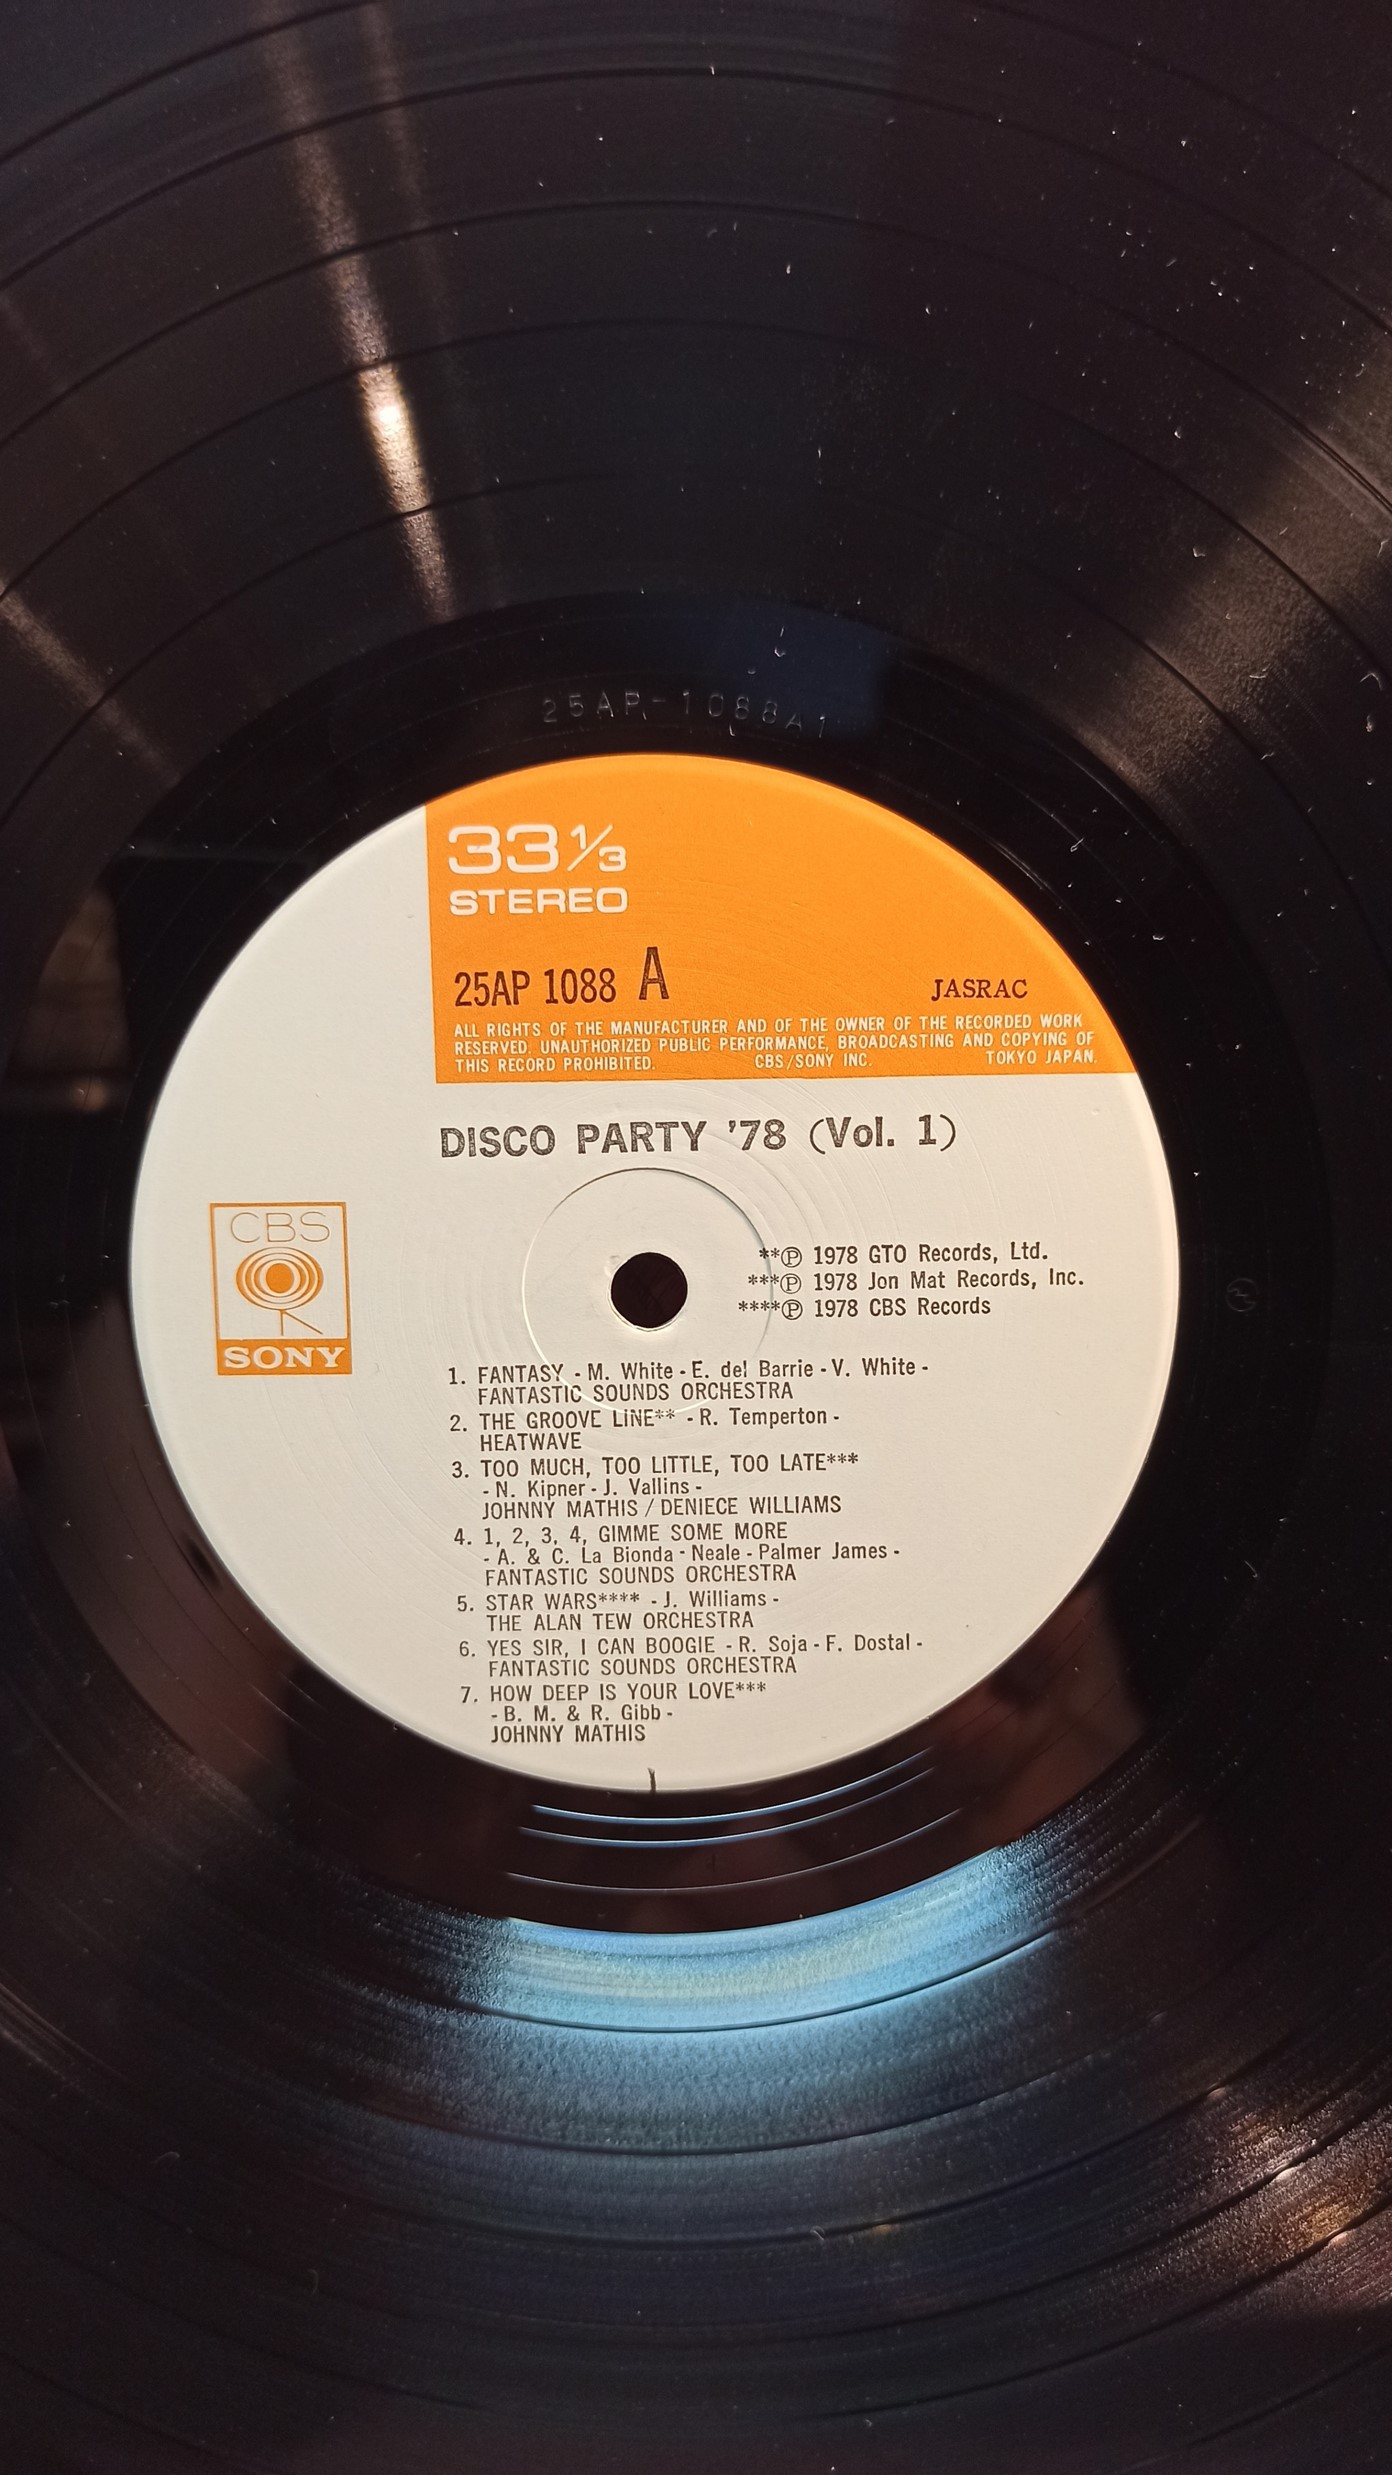 25AP-1088A1
33 1/3
STEREO
25AP 1088 A
JASRAC
ALL RIGHTS OF THE MANUFACTURER AND OF THE OWNER OF THE RECORDED WORK
RESERVED. UNAUTHORIZED PUBLIC PERFORMANCE, BROADCASTING AND COPYING OF
THIS RECORD PROHIBITED. CBS/SONY INC. TOKYO JAPAN.
DISCO PARTY '78 (Vol. 1)
CBS
SONY
**℗ 1978 GTO Records, Ltd.
***℗ 1978 Jon Mat Records, Inc.
****℗ 1978 CBS Records
1. FANTASY - M. White - E. del Barrie - V. White -
FANTASTIC SOUNDS ORCHESTRA
2. THE GROOVE LINE** - R. Temperton -
HEATWAVE
3. TOO MUCH, TOO LITTLE, TOO LATE***
- N. Kipner - J. Vallins -
JOHNNY MATHIS / DENIECE WILLIAMS
4. 1, 2, 3, 4, GIMME SOME MORE
- A. & C. La Bionda - Neale - Palmer James -
FANTASTIC SOUNDS ORCHESTRA
5. STAR WARS**** - J. Williams -
THE ALAN TEW ORCHESTRA
6. YES SIR, I CAN BOOGIE - R. Soja - F. Dostal -
FANTASTIC SOUNDS ORCHESTRA
7. HOW DEEP IS YOUR LOVE***
- B. M. & R. Gibb -
JOHNNY MATHIS